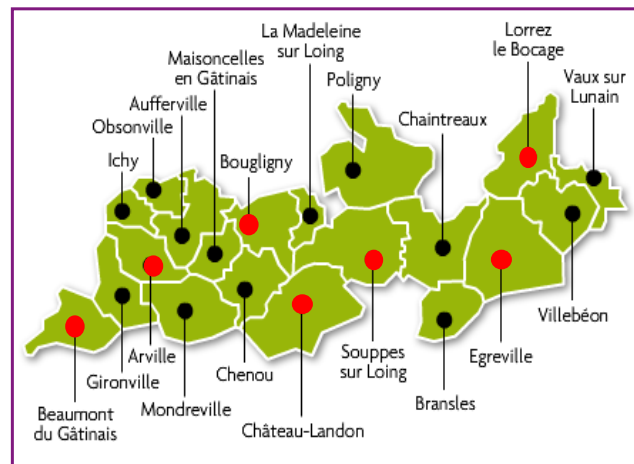 La Madeleine
sur Loing
Lorrez
le Bocage
Maisoncelles
en Gâtinais
Poligny
Vaux sur
Lunain
Aufferville
Chaintreaux
Obsonville
Bougligny
Ichy
Villebéon
Arville
Souppes
sur Loing
Egreville
Gironville
Chenou
Bransles
Beaumont
du Gâtinais
Mondreville
Château-Landon